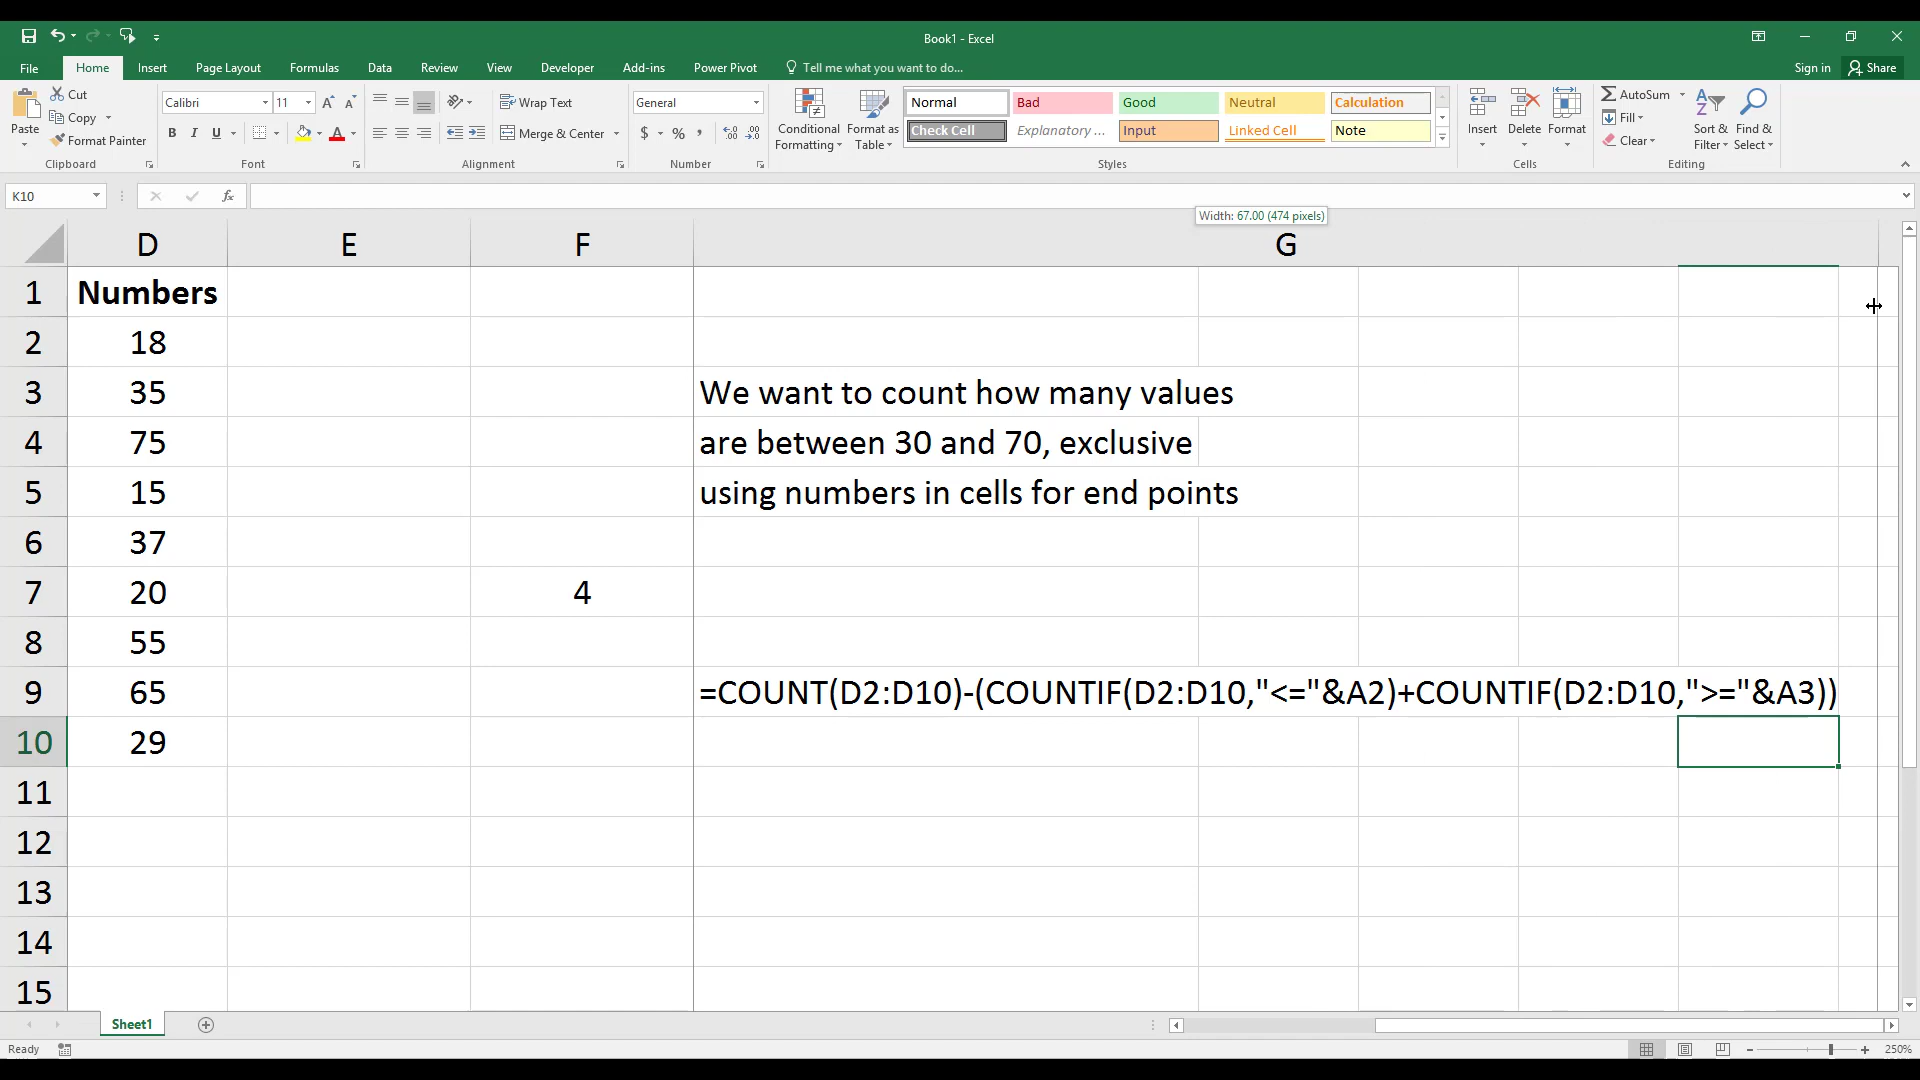 Book1 - Excel
File Home Insert Page Layout Formulas Data Review View Developer Add-ins Power Pivot Tell me what you want to do... Sign in Share
Paste
Cut
Copy
Format Painter
Clipboard
Calibri 11
B I U
Font
Wrap Text
Merge & Center
Alignment
General
$ % ,
Number
Conditional
Formatting
Format as
Table
Normal Bad Good Neutral Calculation
Check Cell Explanatory ... Input Linked Cell Note
Styles
Insert Delete Format
Cells
AutoSum
Fill
Clear
Sort &
Filter
Find &
Select
Editing
K10 fx
Width: 67.00 (474 pixels)
D E F G
1 Numbers
2 18
3 35 We want to count how many values
4 75 are between 30 and 70, exclusive
5 15 using numbers in cells for end points
6 37
7 20 4
8 55
9 65 =COUNT(D2:D10)-(COUNTIF(D2:D10,"<="&A2)+COUNTIF(D2:D10,">="&A3))
10 29
11
12
13
14
15
Sheet1
Ready 250%